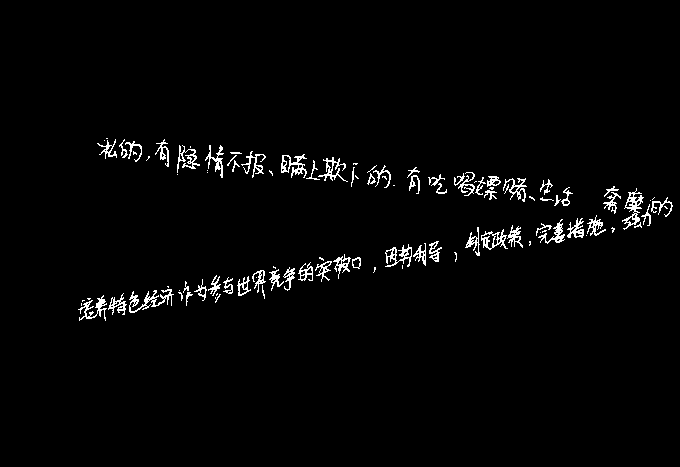 私的,有隐情不报、瞒上欺下的.有吃喝嫖赌、生活 奢靡的
培养特色经济作为参与世界竞争的突破口,因势利导,制定政策,完善措施,强力